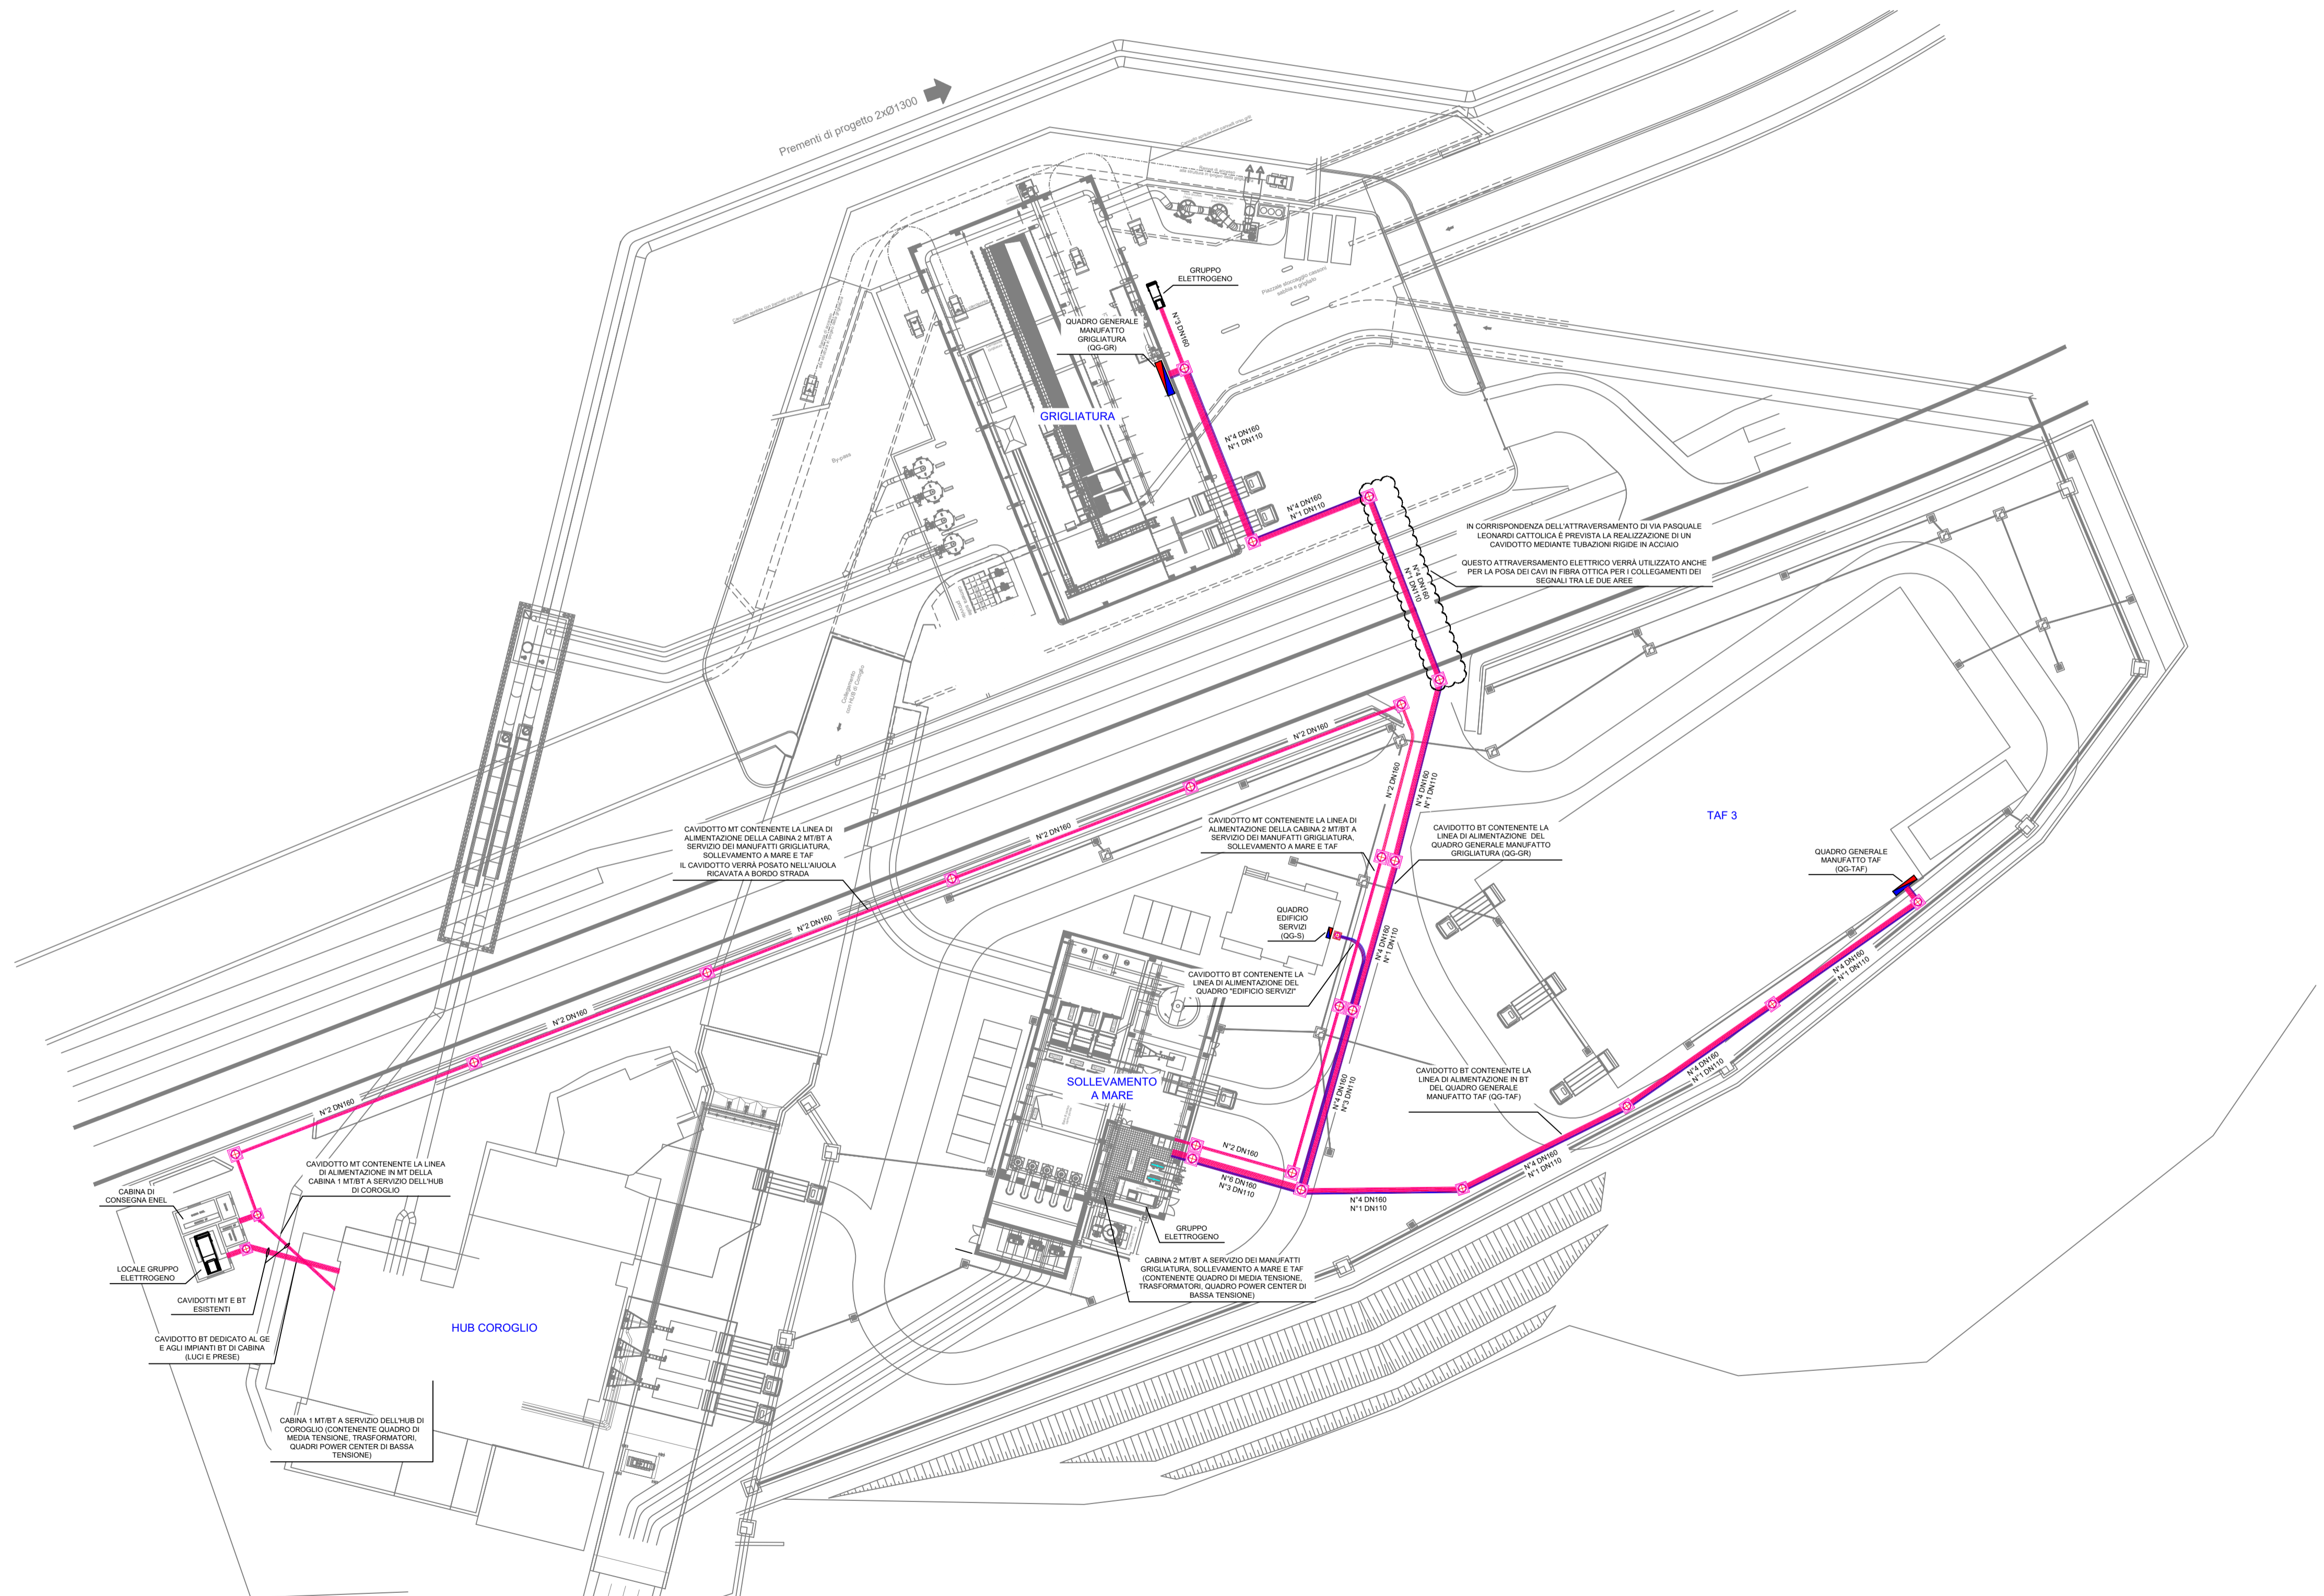 Prementi di progetto 2xØ1300
GRUPPO
ELETTROGENO
Piazzale stoccaggio cassoni
sabbia e grigliato
N°3 DN160
QUADRO GENERALE
MANUFATTO
GRIGLIATURA
(QG-GR)
GRIGLIATURA
By-pass
N°4 DN160
N°1 DN110
N°4 DN160
N°1 DN110
IN CORRISPONDENZA DELL'ATTRAVERSAMENTO DI VIA PASQUALE
LEONARDI CATTOLICA È PREVISTA LA REALIZZAZIONE DI UN
CAVIDOTTO MEDIANTE TUBAZIONI RIGIDE IN ACCIAIO
QUESTO ATTRAVERSAMENTO ELETTRICO VERRÀ UTILIZZATO ANCHE
PER LA POSA DEI CAVI IN FIBRA OTTICA PER I COLLEGAMENTI DEI
SEGNALI TRA LE DUE AREE
N°4 DN160
N°1 DN110
Collegamento
con HUB di Coroglio
N°2 DN160
N°2 DN160
N°4 DN160
N°1 DN110
TAF 3
CAVIDOTTO MT CONTENENTE LA LINEA DI
ALIMENTAZIONE DELLA CABINA 2 MT/BT A
SERVIZIO DEI MANUFATTI GRIGLIATURA,
SOLLEVAMENTO A MARE E TAF
IL CAVIDOTTO VERRÀ POSATO NELL'AIUOLA
RICAVATA A BORDO STRADA
N°2 DN160
CAVIDOTTO MT CONTENENTE LA LINEA DI
ALIMENTAZIONE DELLA CABINA 2 MT/BT A
SERVIZIO DEI MANUFATTI GRIGLIATURA,
SOLLEVAMENTO A MARE E TAF
CAVIDOTTO BT CONTENENTE LA
LINEA DI ALIMENTAZIONE DEL
QUADRO GENERALE MANUFATTO
GRIGLIATURA (QG-GR)
QUADRO GENERALE
MANUFATTO TAF
(QG-TAF)
N°2 DN160
QUADRO
EDIFICIO
SERVIZI
(QG-S)
N°4 DN160
N°1 DN110
CAVIDOTTO BT CONTENENTE LA
LINEA DI ALIMENTAZIONE DEL
QUADRO "EDIFICIO SERVIZI"
N°4 DN160
N°1 DN110
N°2 DN160
N°4 DN160
N°1 DN110
CAVIDOTTO BT CONTENENTE LA
LINEA DI ALIMENTAZIONE IN BT
DEL QUADRO GENERALE
MANUFATTO TAF (QG-TAF)
SOLLEVAMENTO
A MARE
N°4 DN160
N°3 DN110
N°2 DN160
N°2 DN160
N°6 DN160
N°3 DN110
N°4 DN160
N°1 DN110
N°4 DN160
N°1 DN110
CAVIDOTTO MT CONTENENTE LA LINEA
DI ALIMENTAZIONE IN MT DELLA
CABINA 1 MT/BT A SERVIZIO DELL'HUB
DI COROGLIO
CABINA DI
CONSEGNA ENEL
GRUPPO
ELETTROGENO
LOCALE GRUPPO
ELETTROGENO
CABINA 2 MT/BT A SERVIZIO DEI MANUFATTI
GRIGLIATURA, SOLLEVAMENTO A MARE E TAF
(CONTENENTE QUADRO DI MEDIA TENSIONE,
TRASFORMATORI, QUADRO POWER CENTER DI
BASSA TENSIONE)
CAVIDOTTI MT E BT
ESISTENTI
HUB COROGLIO
CAVIDOTTO BT DEDICATO AL GE
E AGLI IMPIANTI BT DI CABINA
(LUCI E PRESE)
CABINA 1 MT/BT A SERVIZIO DELL'HUB DI
COROGLIO (CONTENENTE QUADRO DI
MEDIA TENSIONE, TRASFORMATORI,
QUADRI POWER CENTER DI BASSA
TENSIONE)